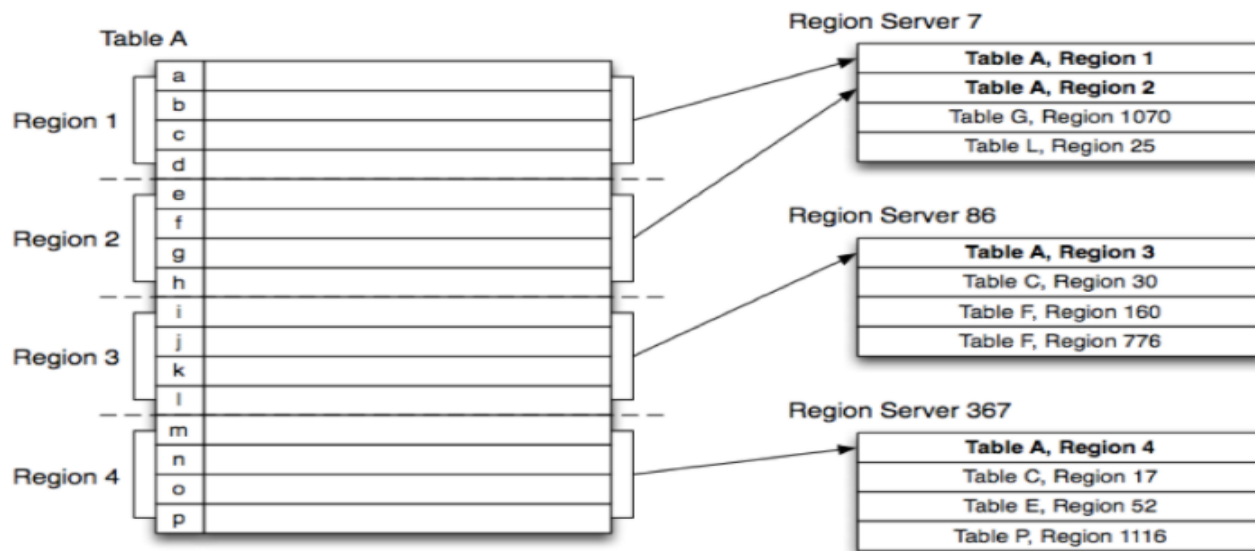 Table A
Region 1
a
b
c
d
Region 2
e
f
g
h
Region 3
i
j
k
l
Region 4
m
n
o
p
Region Server 7
Table A, Region 1
Table A, Region 2
Table G, Region 1070
Table L, Region 25
Region Server 86
Table A, Region 3
Table C, Region 30
Table F, Region 160
Table F, Region 776
Region Server 367
Table A, Region 4
Table C, Region 17
Table E, Region 52
Table P, Region 1116